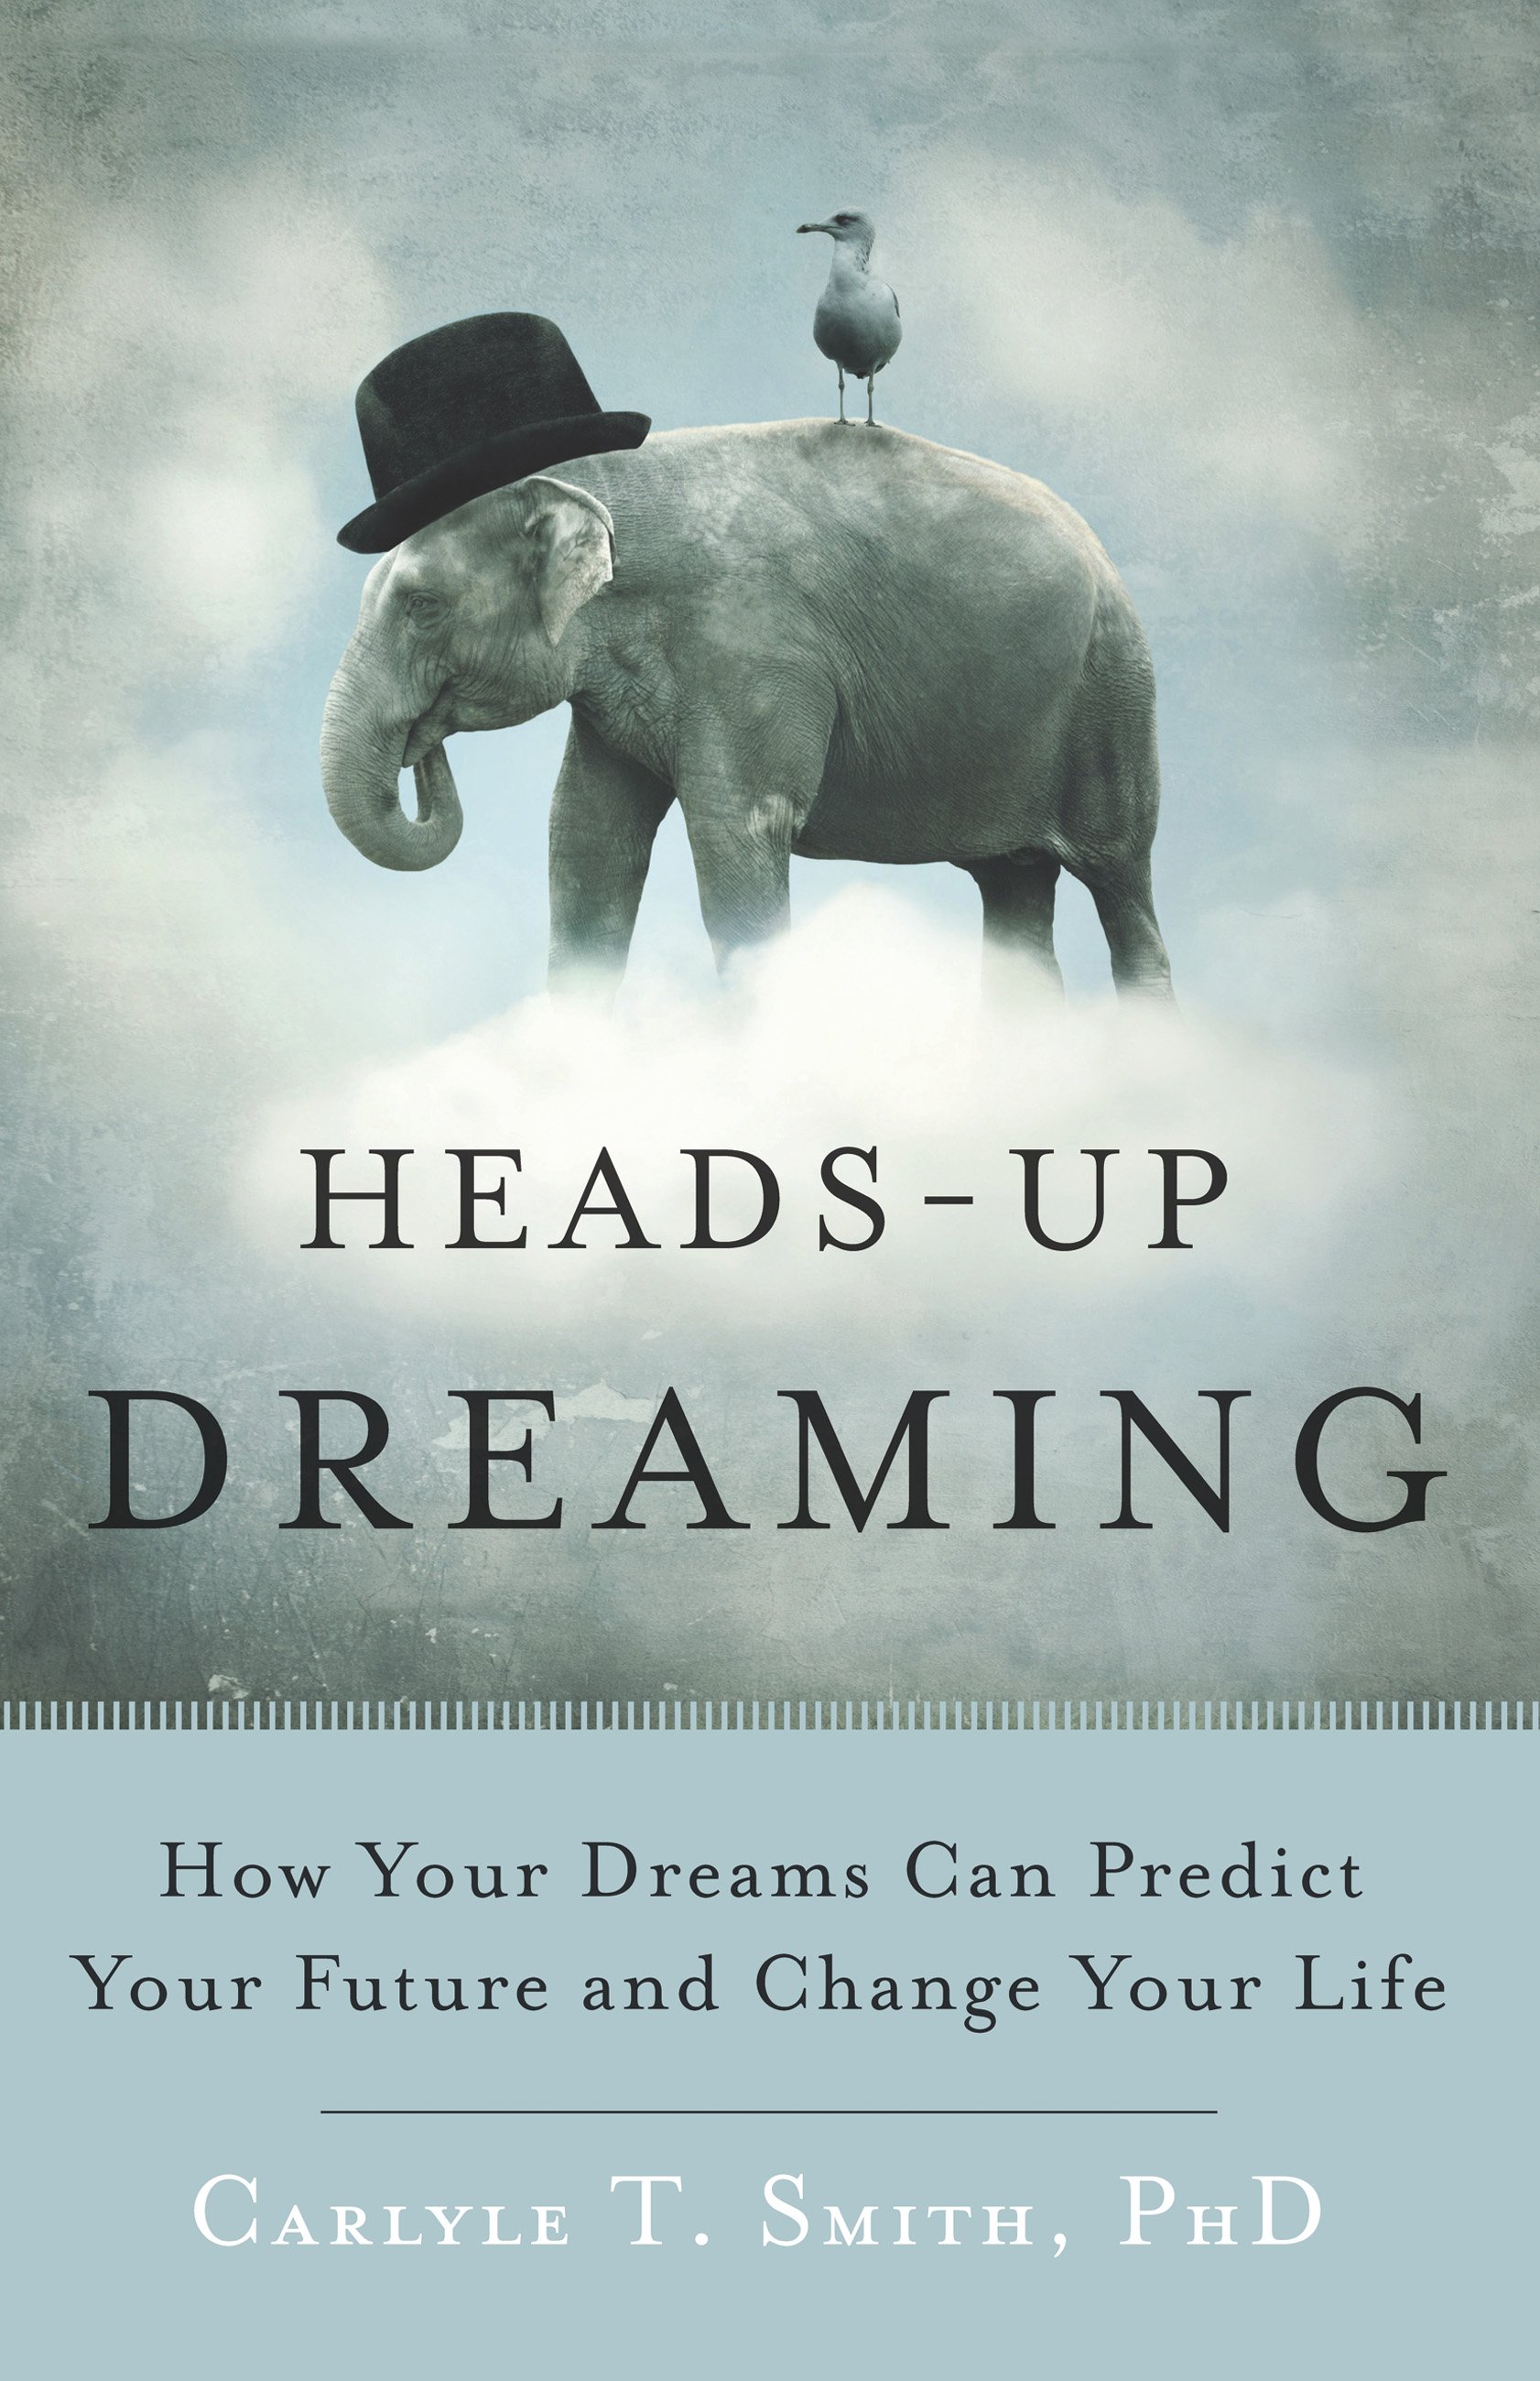 HEADS-UP
DREAMING
How Your Dreams Can Predict
Your Future and Change Your Life
Carlyle T. Smith, PhD